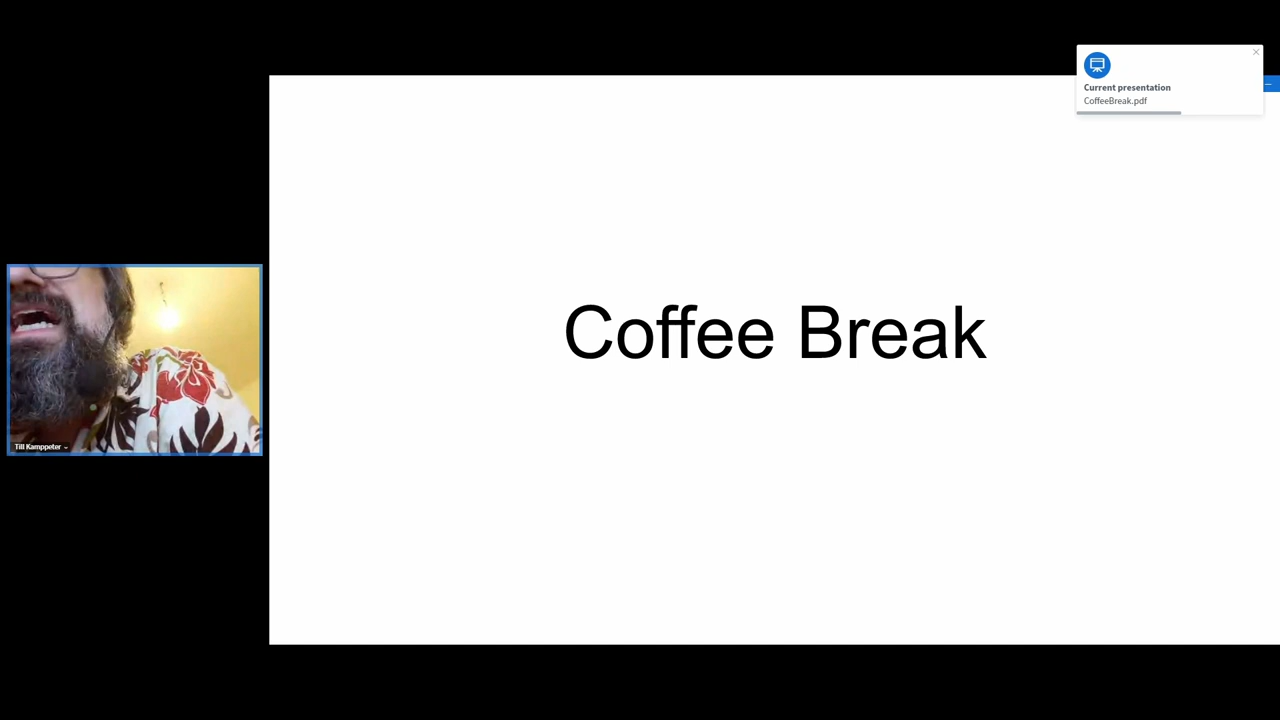 Current presentation
CoffeeBreak.pdf
Coffee Break
Till Kamppeter